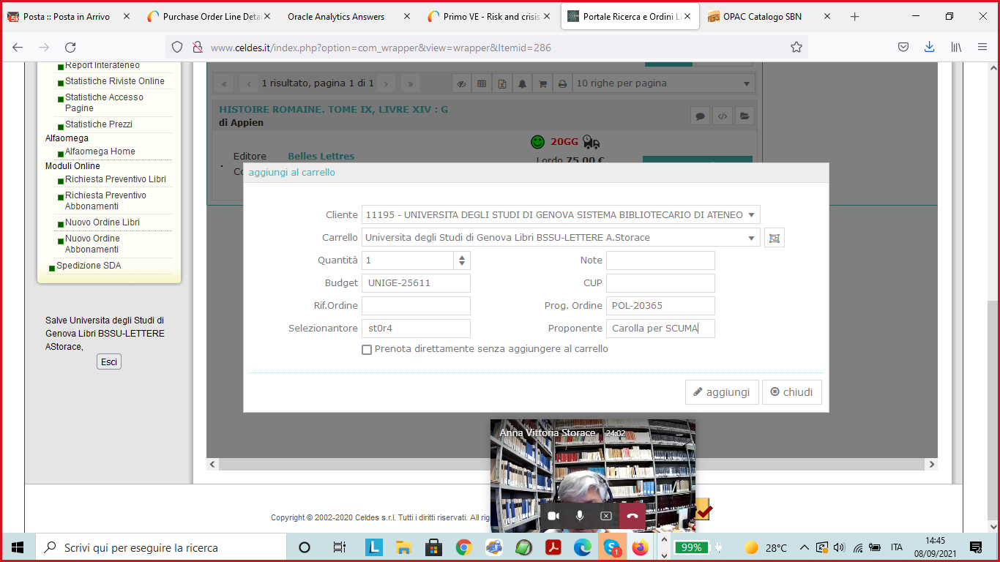 Posta :: Posta in Arrivo
Purchase Order Line Detai
Oracle Analytics Answers
Primo VE - Risk and crisis
Portale Ricerca e Ordini Li
OPAC Catalogo SBN
www.celdes.it/index.php?option=com_wrapper&view=wrapper&Itemid=286
Report Interateneo
Statistiche Riviste Online
Statistiche Accesso
Pagine
Statistiche Prezzi
Alfaomega
Alfaomega Home
Moduli Online
Richiesta Preventivo Libri
Richiesta Preventivo
Abbonamenti
Nuovo Ordine Libri
Nuovo Ordine
Abbonamenti
Spedizione SDA
Salve Universita degli Studi di
Genova Libri BSSU-LETTERE
AStorace,
Esci
« ‹ 1 risultato, pagina 1 di 1 › »
10 righe per pagina
HISTOIRE ROMAINE. TOME IX, LIVRE XIV : G
di Appien
20GG
Editore Belles Lettres
Lordo 75,00 €
Co
aggiungi al carrello
Cliente 11195 - UNIVERSITA DEGLI STUDI DI GENOVA SISTEMA BIBLIOTECARIO DI ATENEO
Carrello Universita degli Studi di Genova Libri BSSU-LETTERE A.Storace
Quantità 1 Note
Budget UNIGE-25611 CUP
Rif.Ordine Prog. Ordine POL-20365
Selezionantore st0r4 Proponente Carolla per SCUMA
Prenota direttamente senza aggiungere al carrello
aggiungi chiudi
Anna Vittoria Storace 24:02
Copyright © 2002-2020 Celdes s.r.l. Tutti i diritti riservati. All rig
Scrivi qui per eseguire la ricerca
L
S 1
99%
28°C
ITA
14:45
08/09/2021